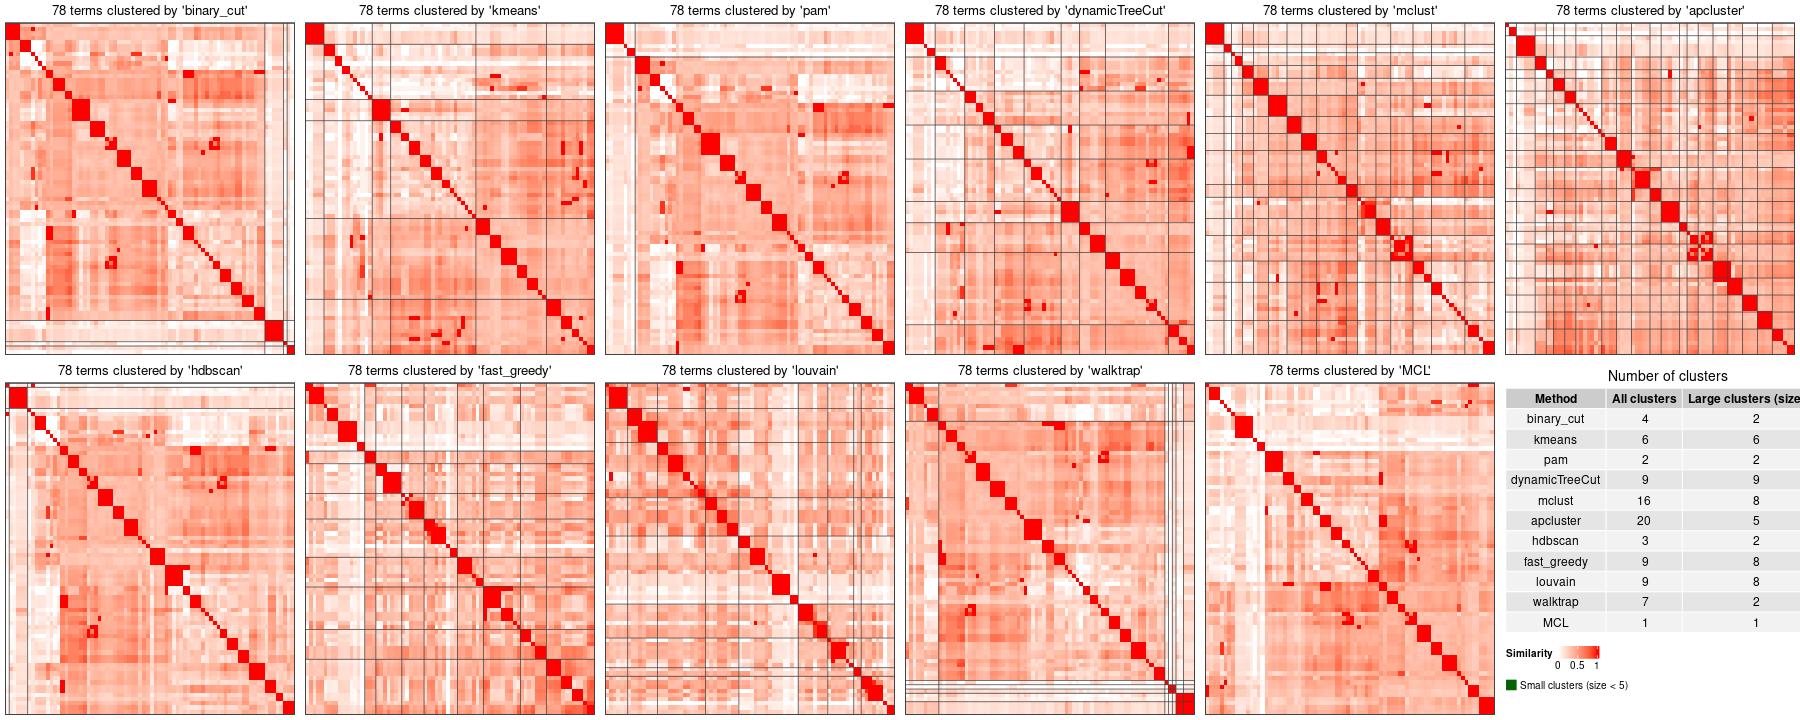 78 terms clustered by 'binary_cut'
78 terms clustered by 'kmeans'
78 terms clustered by 'pam'
78 terms clustered by 'dynamicTreeCut'
78 terms clustered by 'mclust'
78 terms clustered by 'apcluster'
78 terms clustered by 'hdbscan'
78 terms clustered by 'fast_greedy'
78 terms clustered by 'louvain'
78 terms clustered by 'walktrap'
78 terms clustered by 'MCL'
Number of clusters
Method All clusters Large clusters (size
binary_cut 4 2
kmeans 6 6
pam 2 2
dynamicTreeCut 9 9
mclust 16 8
apcluster 20 5
hdbscan 3 2
fast_greedy 9 8
louvain 9 8
walktrap 7 2
MCL 1 1
Similarity
0 0.5 1
Small clusters (size < 5)